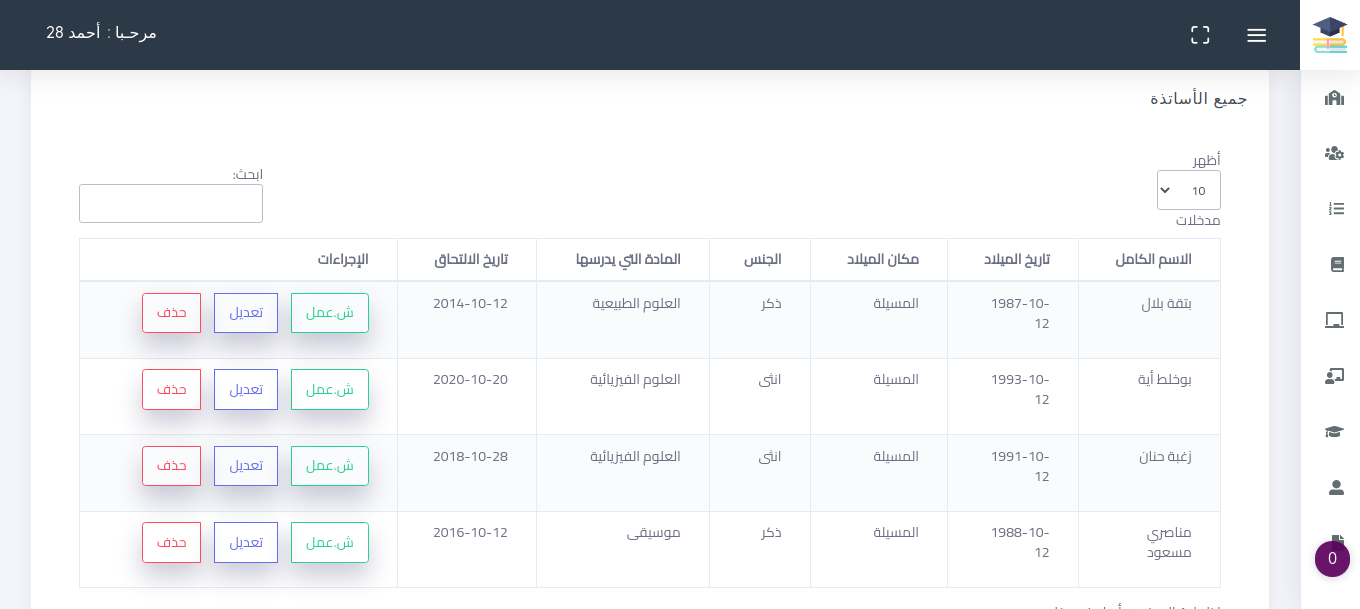 مرحبا : أحمد 28
جميع الأساتذة
أظهر
10
مدخلات
ابحث:
الاسم الكامل تاريخ الميلاد مكان الميلاد الجنس المادة التي يدرسها تاريخ الالتحاق الإجراءات
بتقة بلال 1987-10-12 المسيلة ذكر العلوم الطبيعية 2014-10-12 ش.عمل تعديل حذف
بوخلط أية 1993-10-12 المسيلة انثى العلوم الفيزيائية 2020-10-20 ش.عمل تعديل حذف
زغبة حنان 1991-10-12 المسيلة انثى العلوم الفيزيائية 2018-10-28 ش.عمل تعديل حذف
مناصري مسعود 1988-10-12 المسيلة ذكر موسيقى 2016-10-12 ش.عمل تعديل حذف
0